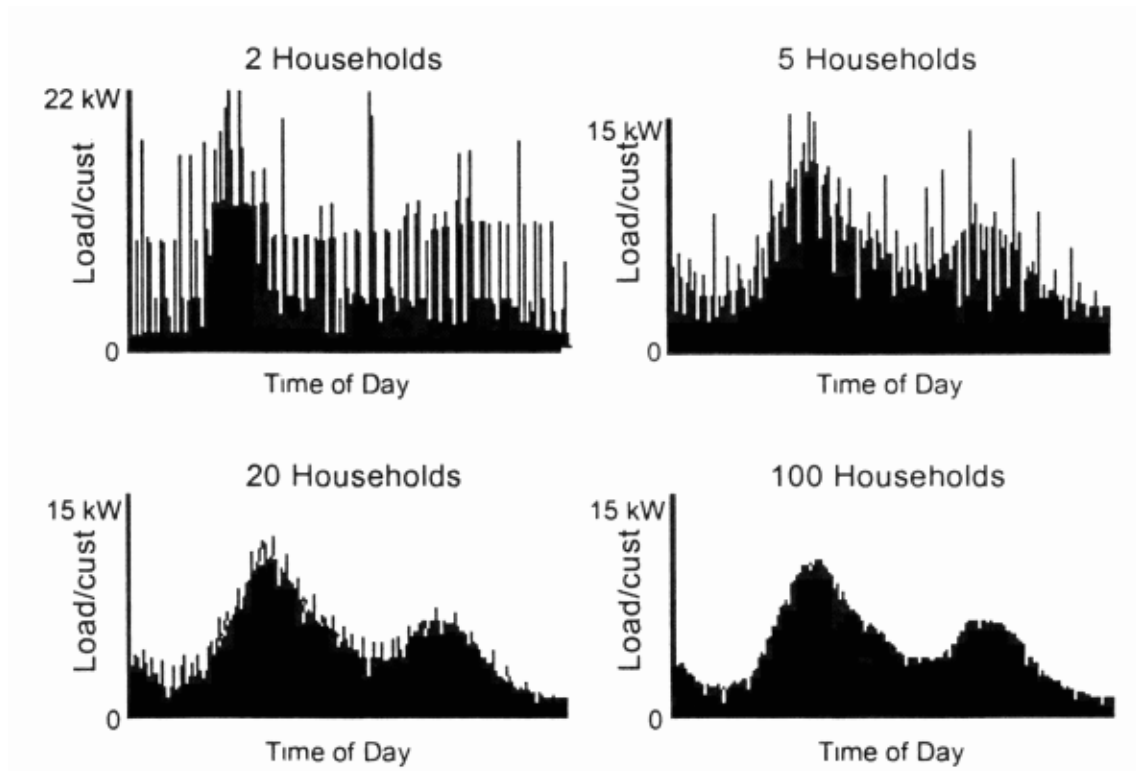 2 Households
22 kW
Load/cust
0
Time of Day
5 Households
15 kW
Load/cust
0
Time of Day
20 Households
15 kW
Load/cust
0
Time of Day
100 Households
15 kW
Load/cust
0
Time of Day